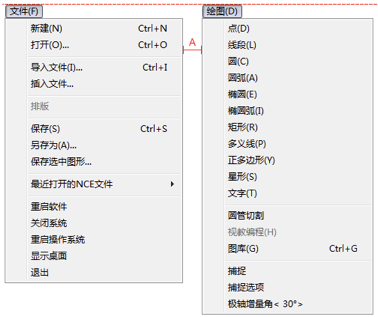 文件(F)
新建(N) Ctrl+N
打开(O)... Ctrl+O
导入文件(I)... Ctrl+I
插入文件...
排版
保存(S) Ctrl+S
另存为(A)...
保存选中图形...
最近打开的NCE文件
重启软件
关闭系统
重启操作系统
显示桌面
退出
A
绘图(D)
点(D)
线段(L)
圆(C)
圆弧(A)
椭圆(E)
椭圆弧(I)
矩形(R)
多义线(P)
正多边形(Y)
星形(S)
文字(T)
圆管切割
视教编程(H)
图库(G) Ctrl+G
捕捉
捕捉选项
极轴增量角< 30°>